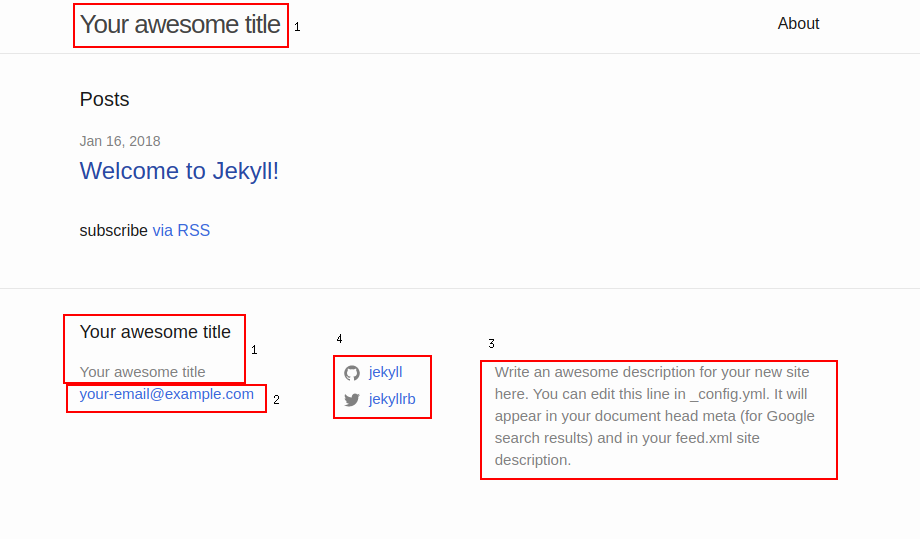 Your awesome title 1
About
Posts
Jan 16, 2018
Welcome to Jekyll!
subscribe via RSS
Your awesome title
1
Your awesome title
your-email@example.com
2
4
jekyll
jekyllrb
3
Write an awesome description for your new site
here. You can edit this line in _config.yml. It will
appear in your document head meta (for Google
search results) and in your feed.xml site
description.